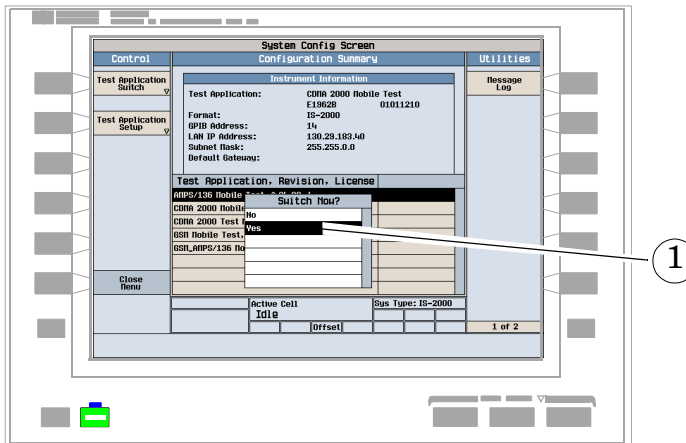 System Config Screen
Control
Configuration Summary
Utilities
Test Application
Switch
Test Application
Setup
Instrument Information
Test Application: CDMA 2000 Mobile Test
E1962B 01011210
Format: IS-2000
GPIB Address: 14
LAN IP Address: 130.29.183.40
Subnet Mask: 255.255.0.0
Default Gateway:
Message
Log
Test Application, Revision, License
AMPS/136 Mobile
CDMA 2000 Mobile
CDMA 2000 Test
GSM Mobile Test,
GSM_AMPS/136 Mo
Switch Now?
No
Yes
1
Close
Menu
Active Cell
Idle
Sys Type: IS-2000
Offset
1 of 2